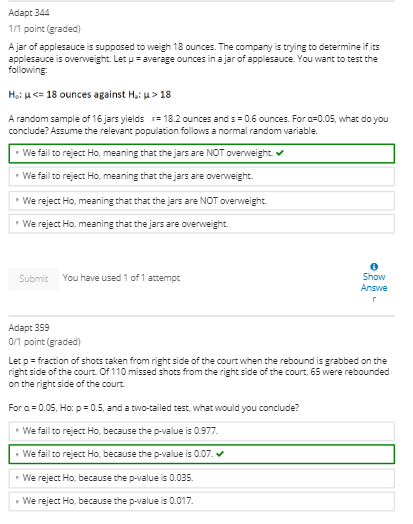 Adapt 344
1/1 point (graded)
A jar of applesauce is supposed to weigh 18 ounces. The company is trying to determine if its
applesauce is overweight. Let μ = average ounces in a jar of applesauce. You want to test the
following:
H₀: μ <= 18 ounces against Hₐ: μ > 18
A random sample of 16 jars yields r= 18.2 ounces and s = 0.6 ounces. For α=0.05, what do you
conclude? Assume the relevant population follows a normal random variable.
We fail to reject Ho, meaning that the jars are NOT overweight. ✔
We fail to reject Ho, meaning that the jars are overweight.
We reject Ho, meaning that that the jars are NOT overweight.
We reject Ho, meaning that the jars are overweight.
Submit You have used 1 of 1 attempt
Show
Answe
r
Adapt 359
0/1 point (graded)
Let p = fraction of shots taken from right side of the court when the rebound is grabbed on the
right side of the court. Of 110 missed shots from the right side of the court, 65 were rebounded
on the right side of the court.
For α = 0.05, Ho: p = 0.5, and a two-tailed test, what would you conclude?
We fail to reject Ho, because the p-value is 0.977.
We fail to reject Ho, because the p-value is 0.07. ✔
We reject Ho, because the p-value is 0.035.
We reject Ho, because the p-value is 0.017.